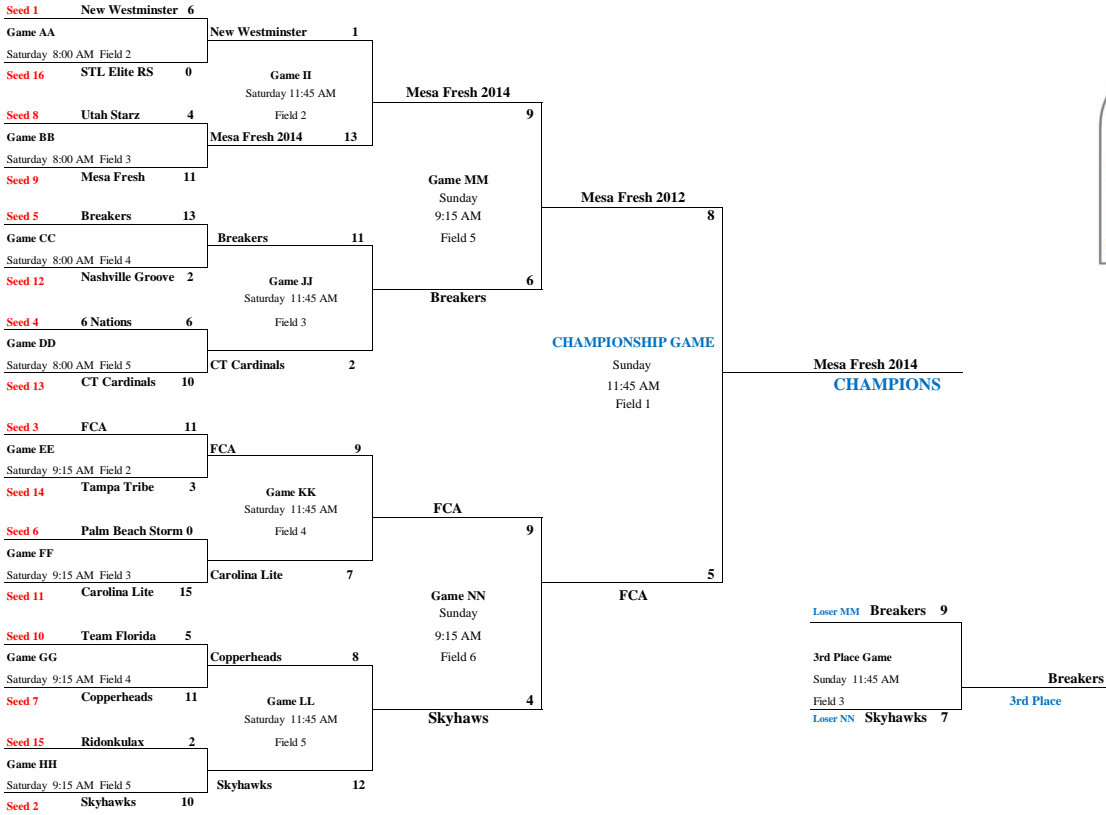 Seed 1 New Westminster 6
Game AA
Saturday 8:00 AM Field 2
Seed 16 STL Elite RS 0
Seed 8 Utah Starz 4
Game BB
Saturday 8:00 AM Field 3
Seed 9 Mesa Fresh 11
Seed 5 Breakers 13
Game CC
Saturday 8:00 AM Field 4
Seed 12 Nashville Groove 2
Seed 4 6 Nations 6
Game DD
Saturday 8:00 AM Field 5
Seed 13 CT Cardinals 10
Seed 3 FCA 11
Game EE
Saturday 9:15 AM Field 2
Seed 14 Tampa Tribe 3
Seed 6 Palm Beach Storm 0
Game FF
Saturday 9:15 AM Field 3
Seed 11 Carolina Lite 15
Seed 10 Team Florida 5
Game GG
Saturday 9:15 AM Field 4
Seed 7 Copperheads 11
Seed 15 Ridonkulax 2
Game HH
Saturday 9:15 AM Field 5
Seed 2 Skyhawks 10
New Westminster 1
Game II
Saturday 11:45 AM
Field 2
Mesa Fresh 2014 13
Breakers 11
Game JJ
Saturday 11:45 AM
Field 3
CT Cardinals 2
FCA 9
Game KK
Saturday 11:45 AM
Field 4
Carolina Lite 7
Copperheads 8
Game LL
Saturday 11:45 AM
Field 5
Skyhawks 12
Mesa Fresh 2014
9
Game MM
Sunday
9:15 AM
Field 5
6
Breakers
FCA
9
Game NN
Sunday
9:15 AM
Field 6
4
Skyhaws
Mesa Fresh 2012
8
CHAMPIONSHIP GAME
Sunday
11:45 AM
Field 1
5
FCA
Mesa Fresh 2014
CHAMPIONS
Loser MM Breakers 9
3rd Place Game
Sunday 11:45 AM
Field 3
Loser NN Skyhawks 7
Breakers
3rd Place